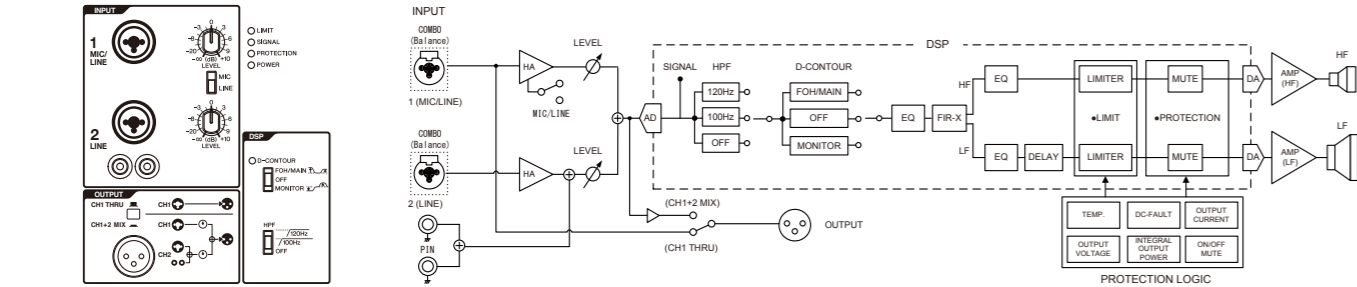 INPUT
1
MIC/
LINE
-3 0 3
-8 6
-20 9
-∞ (dB) +10
LEVEL
LIMIT
SIGNAL
PROTECTION
POWER
MIC
LINE
2
LINE
-3 0 3
-8 6
-20 9
-∞ (dB) +10
LEVEL
DSP
D-CONTOUR
FOH/MAIN
OFF
MONITOR
HPF
/120Hz
/100Hz
OFF
OUTPUT
CH1 THRU
CH1
CH1+2 MIX
CH1
CH2
INPUT
COMBO
(Balance)
1 (MIC/LINE)
HA
MIC/LINE
LEVEL
COMBO
(Balance)
2 (LINE)
HA
LEVEL
PIN
(CH1+2 MIX)
(CH1 THRU)
OUTPUT
DSP
AD
SIGNAL
HPF
120Hz
100Hz
OFF
D-CONTOUR
FOH/MAIN
OFF
MONITOR
EQ
FIR-X
HF
EQ
LIMITER
MUTE
DA
AMP
(HF)
HF
●LIMIT
●PROTECTION
LF
EQ
DELAY
LIMITER
MUTE
DA
AMP
(LF)
LF
TEMP.
DC-FAULT
OUTPUT
CURRENT
OUTPUT
VOLTAGE
INTEGRAL
OUTPUT
POWER
ON/OFF
MUTE
PROTECTION LOGIC